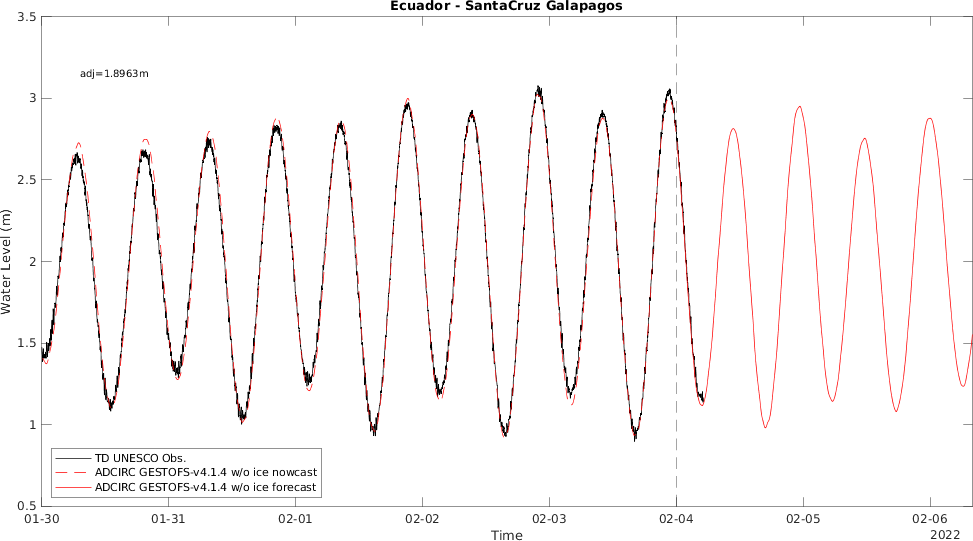 Ecuador - SantaCruz Galapagos
3.5
adj=1.8963m
3
2.5
2
Water Level (m)
1.5
1
TD UNESCO Obs.
ADCIRC GESTOFS-v4.1.4 w/o ice nowcast
ADCIRC GESTOFS-v4.1.4 w/o ice forecast
0.5
01-30 01-31 02-01 02-02 02-03 02-04 02-05 02-06
Time 2022